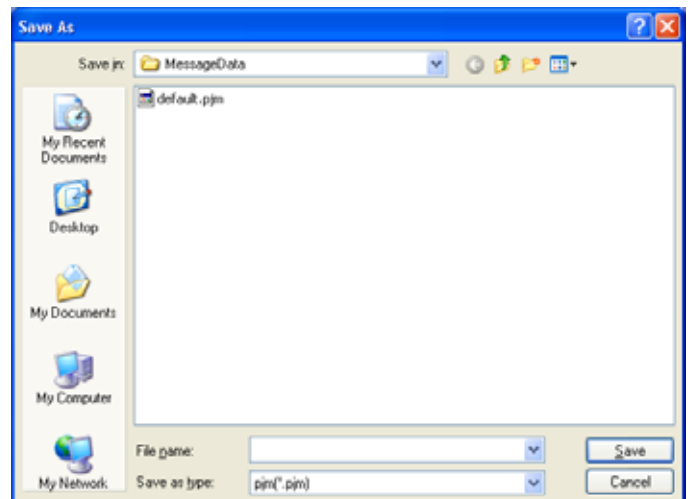 Save As
Save in: MessageData
default.pjm
My Recent
Documents
Desktop
My Documents
My Computer
My Network
File name:
Save
Save as type: pjm(*.pjm)
Cancel